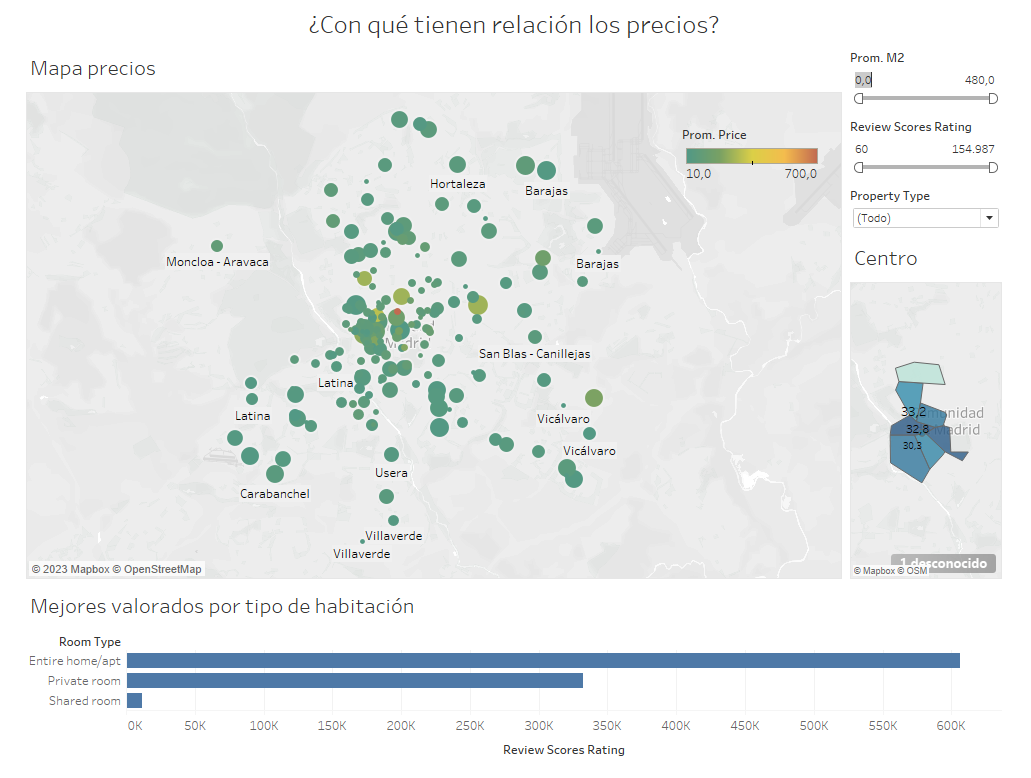 ¿Con qué tienen relación los precios?
Mapa precios
Prom. M2
0,0 480,0
Review Scores Rating
60 154.987
Property Type
(Todo)
Prom. Price
10,0 700,0
Hortaleza
Barajas
Moncloa - Aravaca
Barajas
Madrid
San Blas - Canillejas
Latina
Latina
Vicálvaro
Vicálvaro
Usera
Carabanchel
Villaverde
Villaverde
© 2023 Mapbox © OpenStreetMap
Centro
33,2
32,8
30,3
Madrid
1 desconocido
© Mapbox © OSM
Mejores valorados por tipo de habitación
Room Type
Entire home/apt
Private room
Shared room
0K 50K 100K 150K 200K 250K 300K 350K 400K 450K 500K 550K 600K
Review Scores Rating